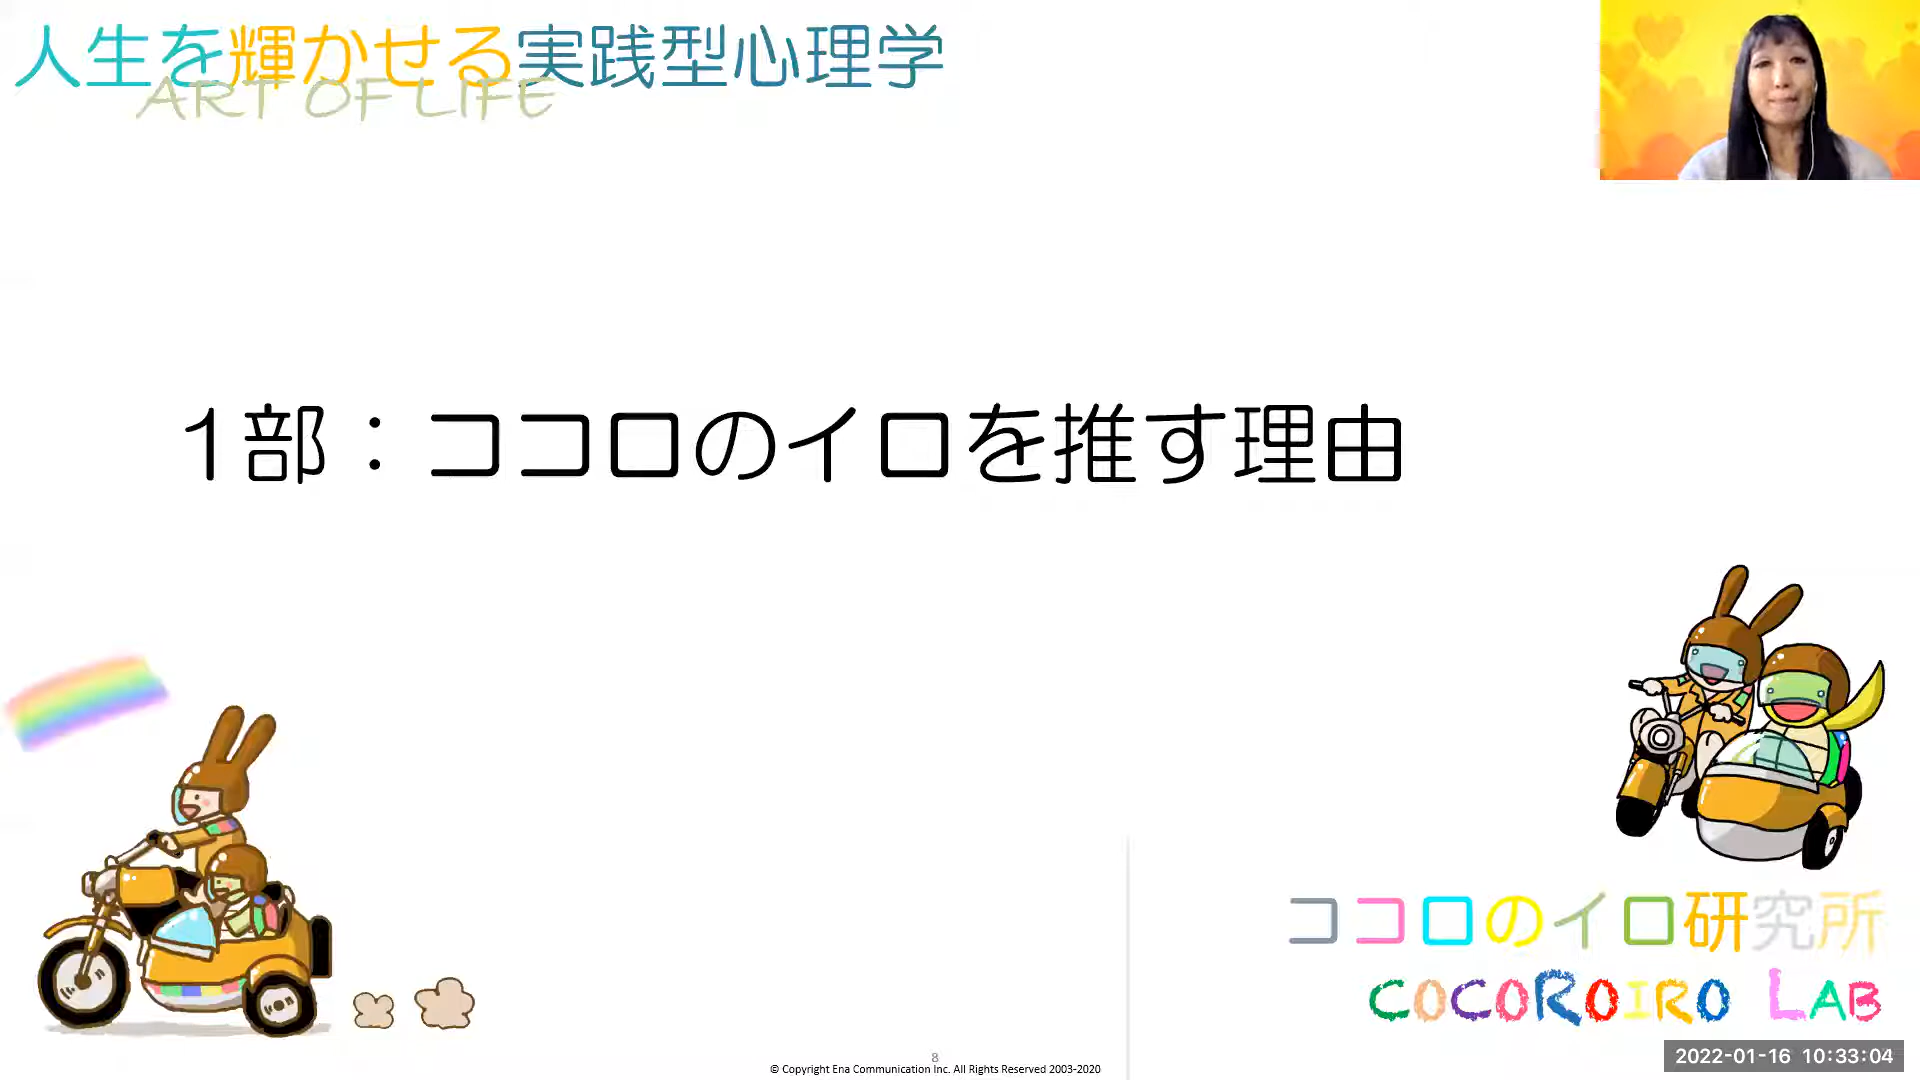 人生を輝かせる実践型心理学
ART OF LIFE
1部：ココロのイロを推す理由
ココロのイロ研究所
COCOROIRO LAB
8
© Copyright Ena Communication Inc. All Rights Reserved 2003-2020
2022-01-16 10:33:04